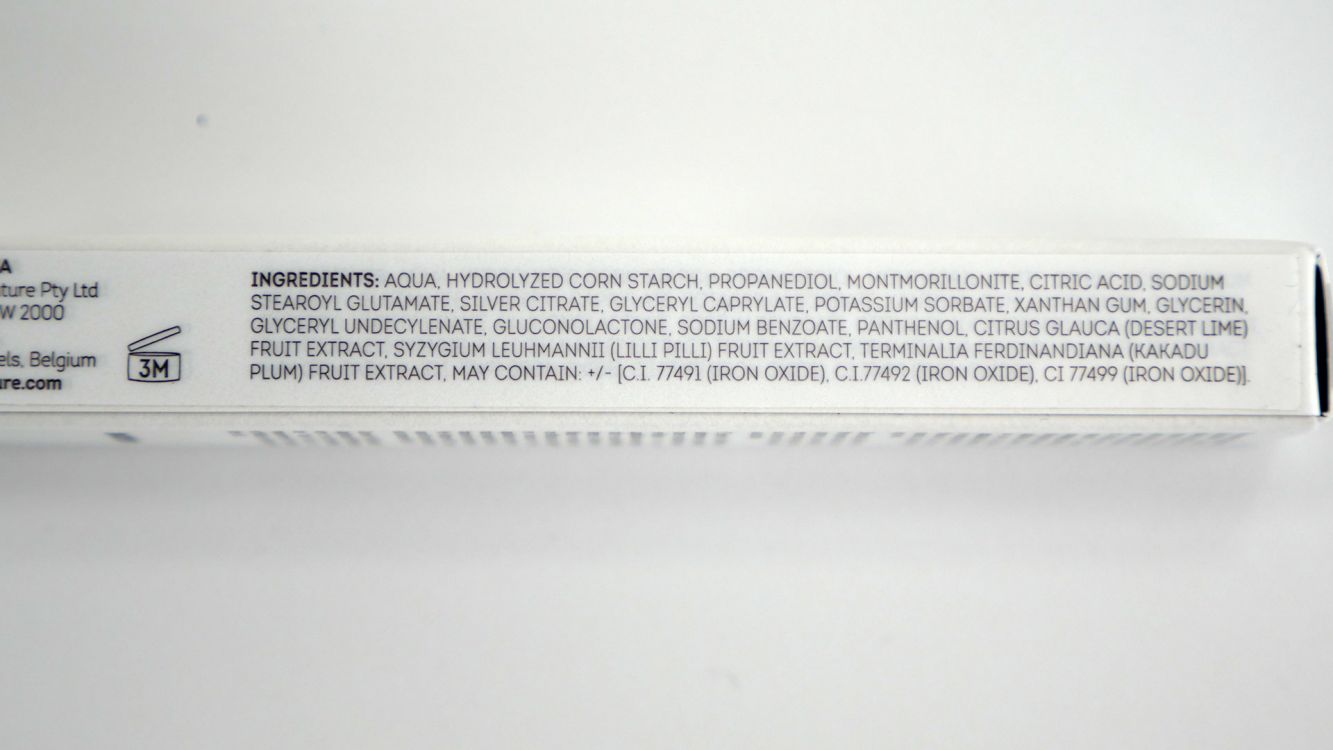 A
ture Pty Ltd
W 2000
els, Belgium
ure.com
3M
INGREDIENTS: AQUA, HYDROLYZED CORN STARCH, PROPANEDIOL, MONTMORILLONITE, CITRIC ACID, SODIUM
STEAROYL GLUTAMATE, SILVER CITRATE, GLYCERYL CAPRYLATE, POTASSIUM SORBATE, XANTHAN GUM, GLYCERIN,
GLYCERYL UNDECYLENATE, GLUCONOLACTONE, SODIUM BENZOATE, PANTHENOL, CITRUS GLAUCA (DESERT LIME)
FRUIT EXTRACT, SYZYGIUM LEUHMANNII (LILLI PILLI) FRUIT EXTRACT, TERMINALIA FERDINANDIANA (KAKADU
PLUM) FRUIT EXTRACT, MAY CONTAIN: +/- [C.I. 77491 (IRON OXIDE), C.I.77492 (IRON OXIDE), CI 77499 (IRON OXIDE)].